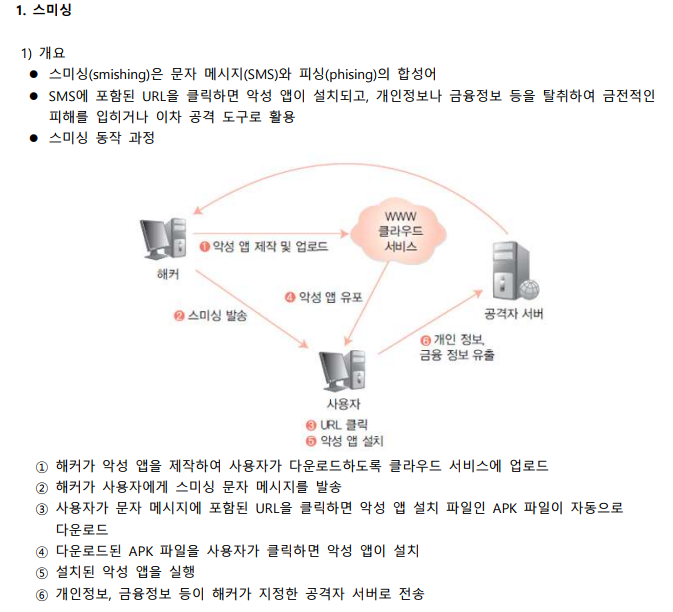 1. 스미싱
1) 개요
● 스미싱(smishing)은 문자 메시지(SMS)와 피싱(phising)의 합성어
● SMS에 포함된 URL을 클릭하면 악성 앱이 설치되고, 개인정보나 금융정보 등을 탈취하여 금전적인
피해를 입히거나 이차 공격 도구로 활용
● 스미싱 동작 과정
WWW
클라우드
서비스
❶ 악성 앱 제작 및 업로드
해커
❹ 악성 앱 유포
공격자 서버
❷ 스미싱 발송
❻ 개인 정보,
금융 정보 유출
사용자
❸ URL 클릭
❺ 악성 앱 설치
① 해커가 악성 앱을 제작하여 사용자가 다운로드하도록 클라우드 서비스에 업로드
② 해커가 사용자에게 스미싱 문자 메시지를 발송
③ 사용자가 문자 메시지에 포함된 URL을 클릭하면 악성 앱 설치 파일인 APK 파일이 자동으로
다운로드
④ 다운로드된 APK 파일을 사용자가 클릭하면 악성 앱이 설치
⑤ 설치된 악성 앱을 실행
⑥ 개인정보, 금융정보 등이 해커가 지정한 공격자 서버로 전송